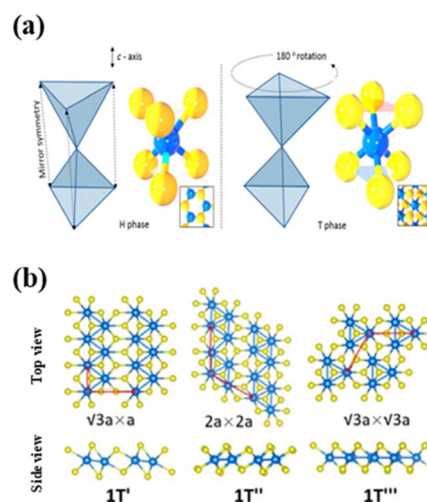 (a)
c - axis
180 ° rotation
Mirror symmetry
H phase
T phase
(b)
Top view
√3a×a
2a×2a
√3a×√3a
Side view
1T'
1T''
1T'''